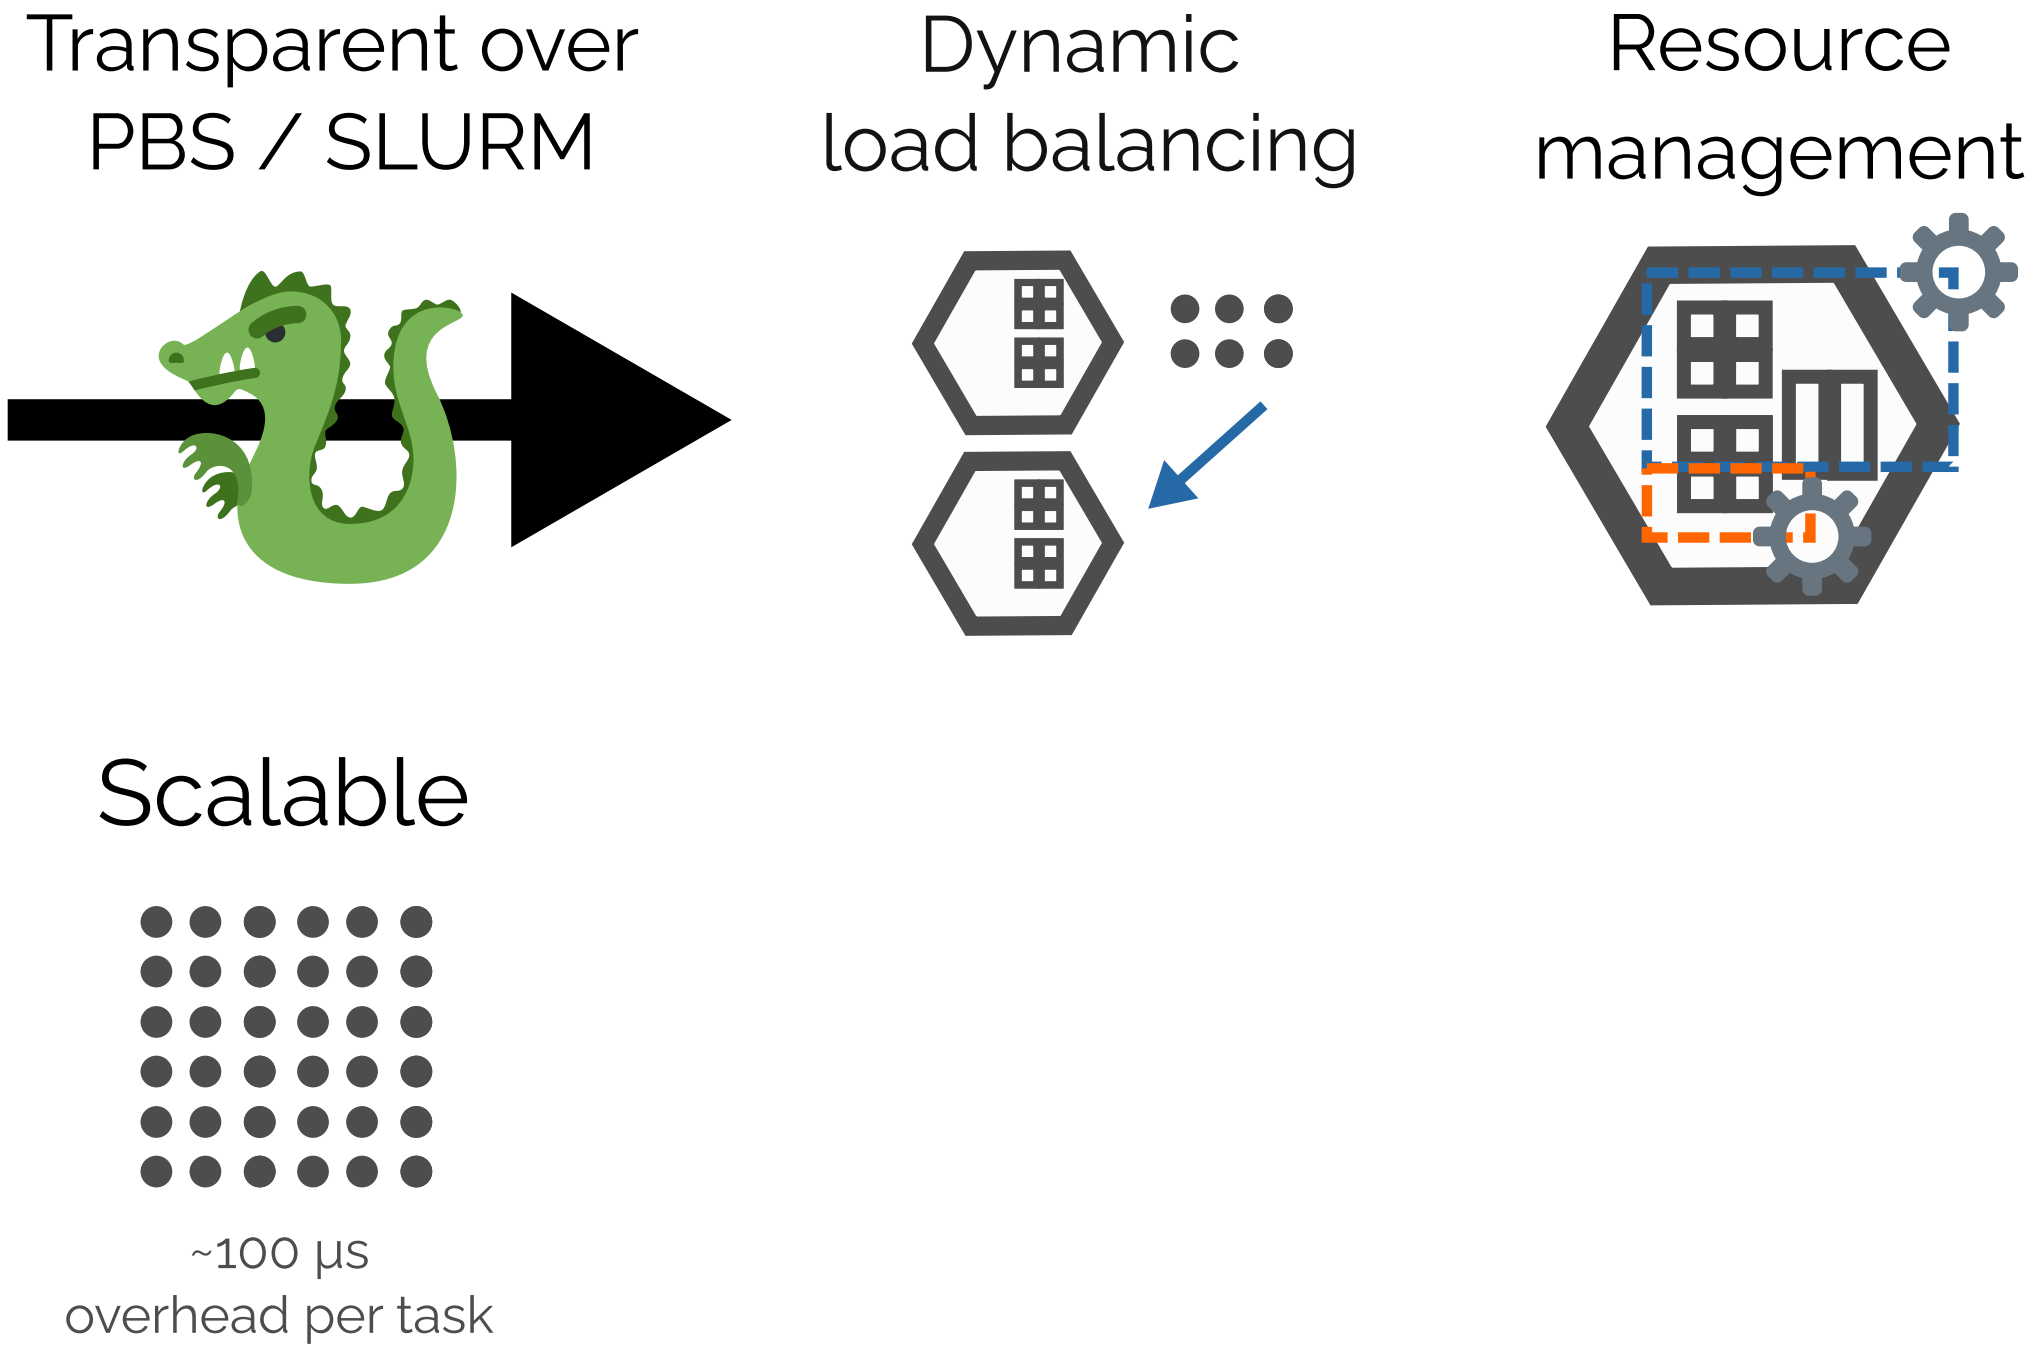 Transparent over
PBS / SLURM
Dynamic
load balancing
Resource
management
Scalable
~100 µs
overhead per task